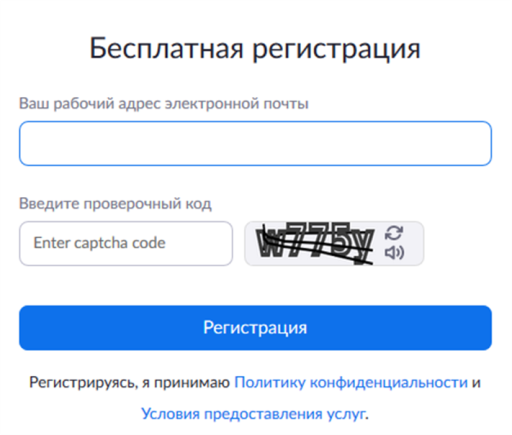 Бесплатная регистрация
Ваш рабочий адрес электронной почты
Введите проверочный код
Enter captcha code
Регистрация
Регистрируясь, я принимаю Политику конфиденциальности и
Условия предоставления услуг.